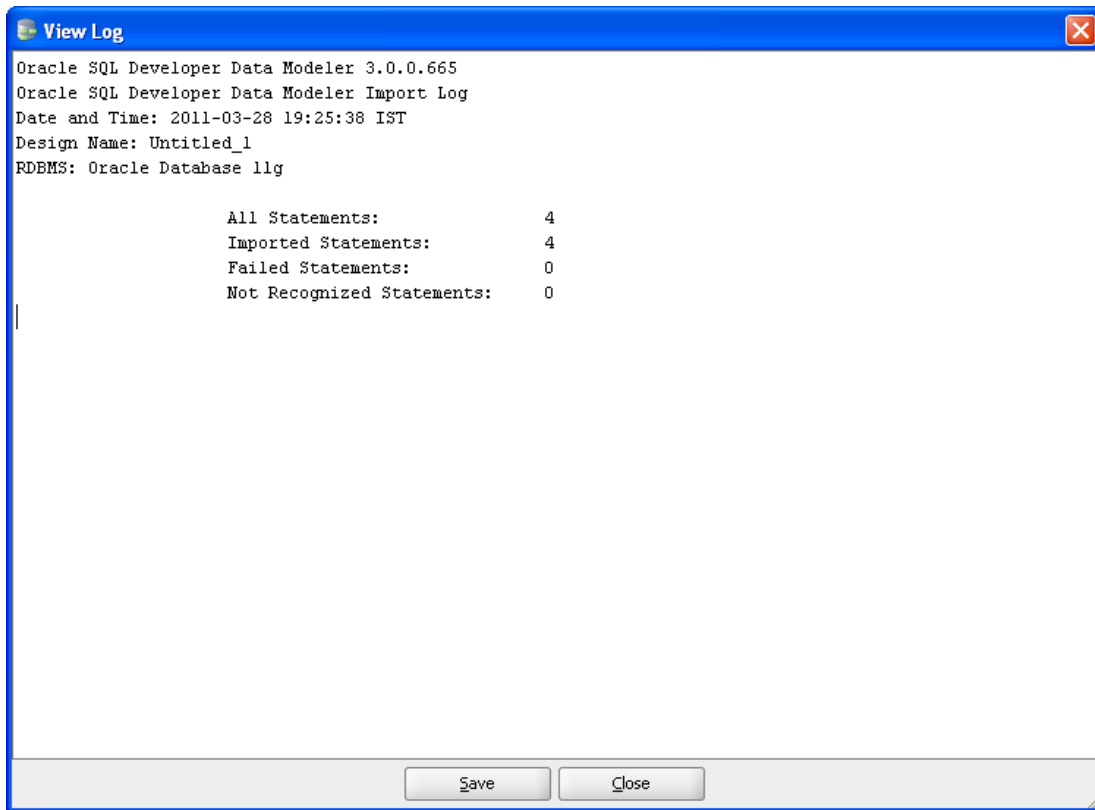 View Log
Oracle SQL Developer Data Modeler 3.0.0.665
Oracle SQL Developer Data Modeler Import Log
Date and Time: 2011-03-28 19:25:38 IST
Design Name: Untitled_1
RDBMS: Oracle Database 11g
All Statements: 4
Imported Statements: 4
Failed Statements: 0
Not Recognized Statements: 0
Save Close